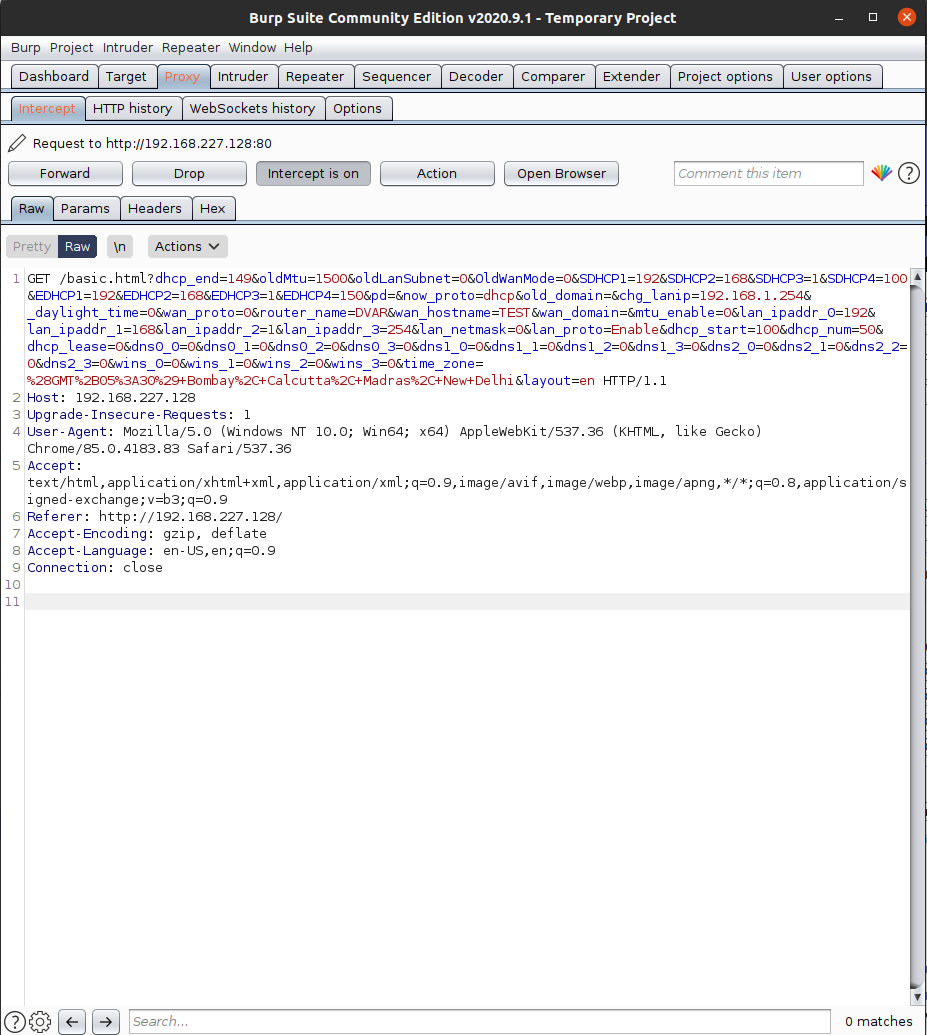 Burp Suite Community Edition v2020.9.1 - Temporary Project
Burp Project Intruder Repeater Window Help
Dashboard Target Proxy Intruder Repeater Sequencer Decoder Comparer Extender Project options User options
Intercept HTTP history WebSockets history Options
Request to http://192.168.227.128:80
Forward Drop Intercept is on Action Open Browser Comment this item ?
Raw Params Headers Hex
Pretty Raw \n Actions
1 GET /basic.html?dhcp_end=149&oldMtu=1500&oldLanSubnet=0&OldWanMode=0&SDHCP1=192&SDHCP2=168&SDHCP3=1&SDHCP4=100
&EDHCP1=192&EDHCP2=168&EDHCP3=1&EDHCP4=150&pd=&now_proto=dhcp&old_domain=&chg_lanip=192.168.1.254&
_daylight_time=0&wan_proto=0&router_name=DVAR&wan_hostname=TEST&wan_domain=&mtu_enable=0&lan_ipaddr_0=192&
lan_ipaddr_1=168&lan_ipaddr_2=1&lan_ipaddr_3=254&lan_netmask=0&lan_proto=Enable&dhcp_start=100&dhcp_num=50&
dhcp_lease=0&dns0_0=0&dns0_1=0&dns0_2=0&dns0_3=0&dns1_0=0&dns1_1=0&dns1_2=0&dns1_3=0&dns2_0=0&dns2_1=0&dns2_2=
0&dns2_3=0&wins_0=0&wins_1=0&wins_2=0&wins_3=0&time_zone=
%28GMT%2B05%3A30%29+Bombay%2C+Calcutta%2C+Madras%2C+New+Delhi&layout=en HTTP/1.1
2 Host: 192.168.227.128
3 Upgrade-Insecure-Requests: 1
4 User-Agent: Mozilla/5.0 (Windows NT 10.0; Win64; x64) AppleWebKit/537.36 (KHTML, like Gecko)
Chrome/85.0.4183.83 Safari/537.36
5 Accept:
text/html,application/xhtml+xml,application/xml;q=0.9,image/avif,image/webp,image/apng,*/*;q=0.8,application/s
igned-exchange;v=b3;q=0.9
6 Referer: http://192.168.227.128/
7 Accept-Encoding: gzip, deflate
8 Accept-Language: en-US,en;q=0.9
9 Connection: close
10
11
? Search... 0 matches